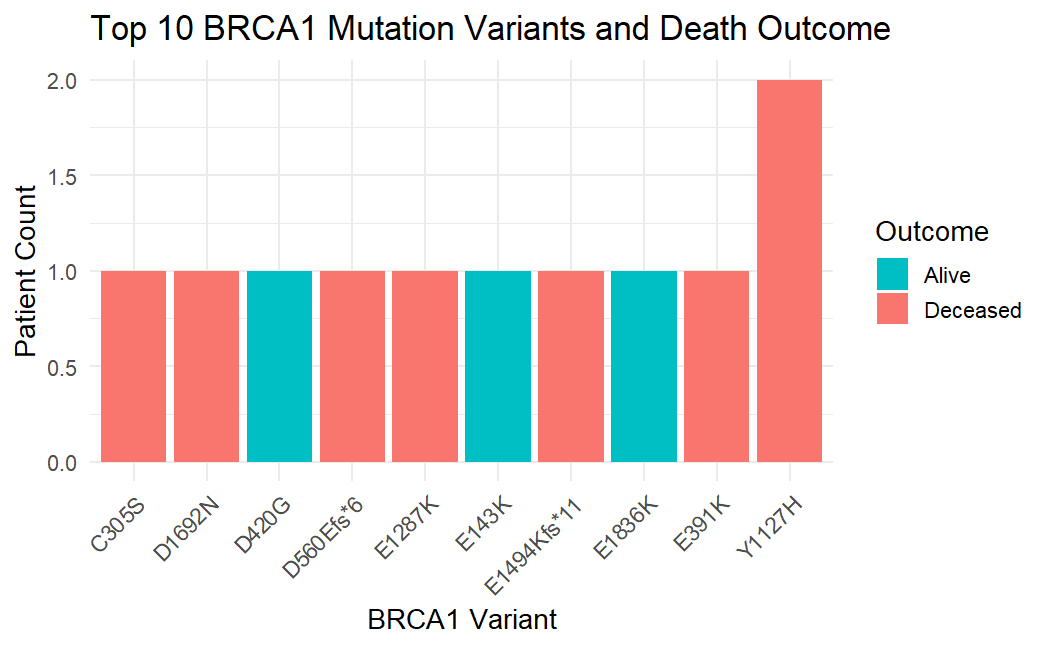 Top 10 BRCA1 Mutation Variants and Death Outcome
Patient Count
2.0
1.5
1.0
0.5
0.0
C305S
D1692N
D420G
D560Efs*6
E1287K
E143K
E1494Kfs*11
E1836K
E391K
Y1127H
BRCA1 Variant
Outcome
Alive
Deceased